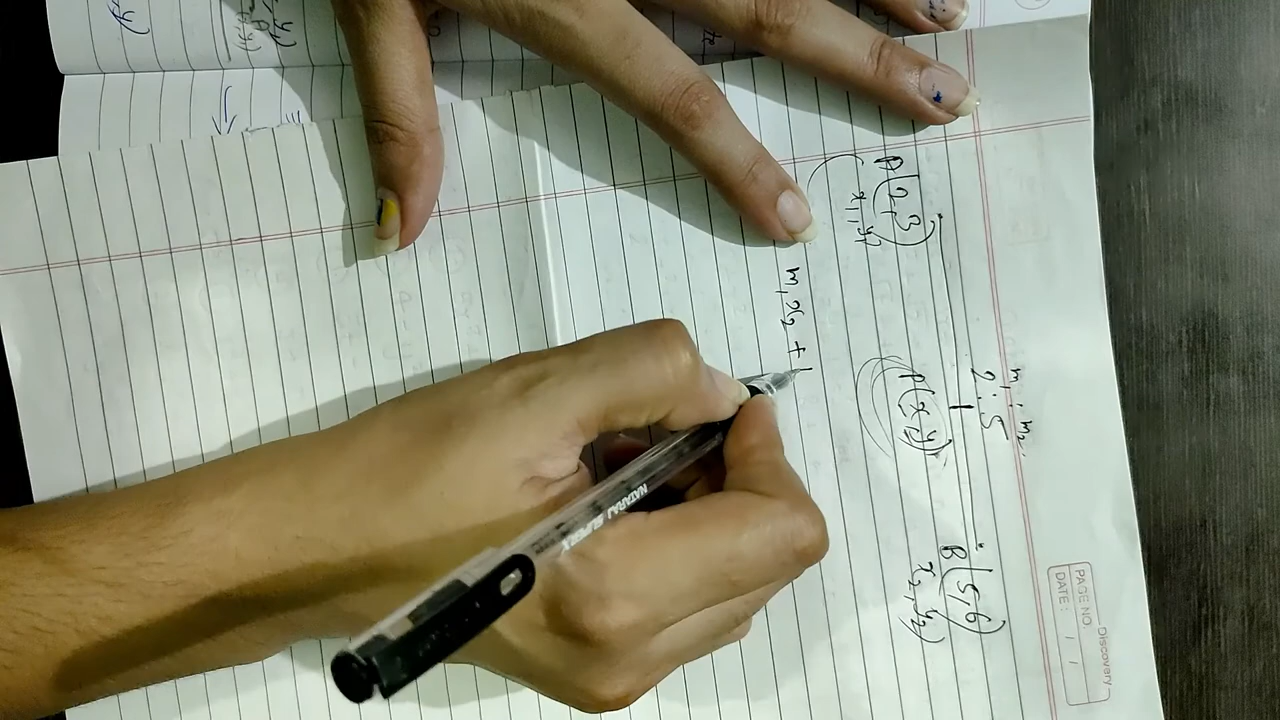 Discovery
PAGE NO.
DATE: / /
m₁ : m₂
2 : 5
A(2,3)
P(x,y)
B(5,6)
x₁, y₁
x₂, y₂)
m₁x₂ +
NATARAJ